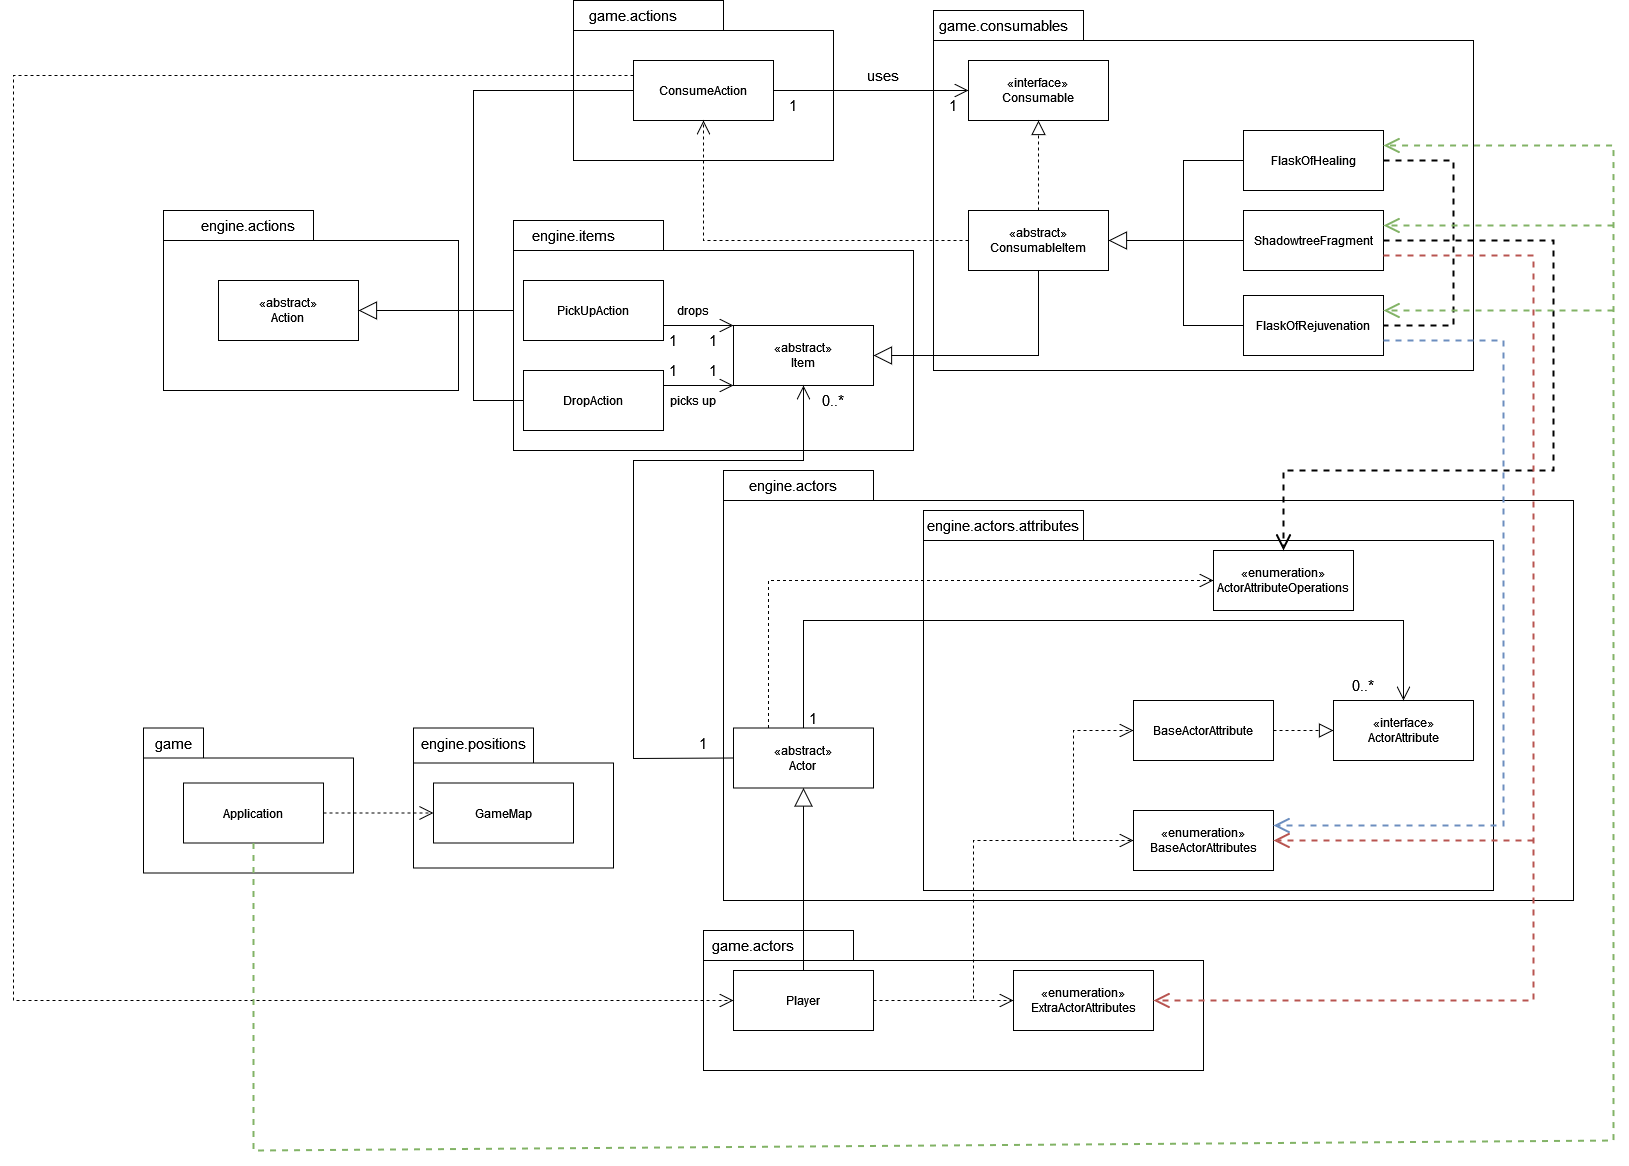 game.actions
game.consumables
ConsumeAction
uses
1
1
«interface»
Consumable
FlaskOfHealing
engine.actions
engine.items
«abstract»
ConsumableItem
ShadowtreeFragment
«abstract»
Action
PickUpAction
drops
1
1
«abstract»
Item
FlaskOfRejuvenation
DropAction
1
1
picks up
0..*
engine.actors
engine.actors.attributes
«enumeration»
ActorAttributeOperations
0..*
1
1
«abstract»
Actor
BaseActorAttribute
«interface»
ActorAttribute
game
engine.positions
Application
GameMap
«enumeration»
BaseActorAttributes
game.actors
Player
«enumeration»
ExtraActorAttributes